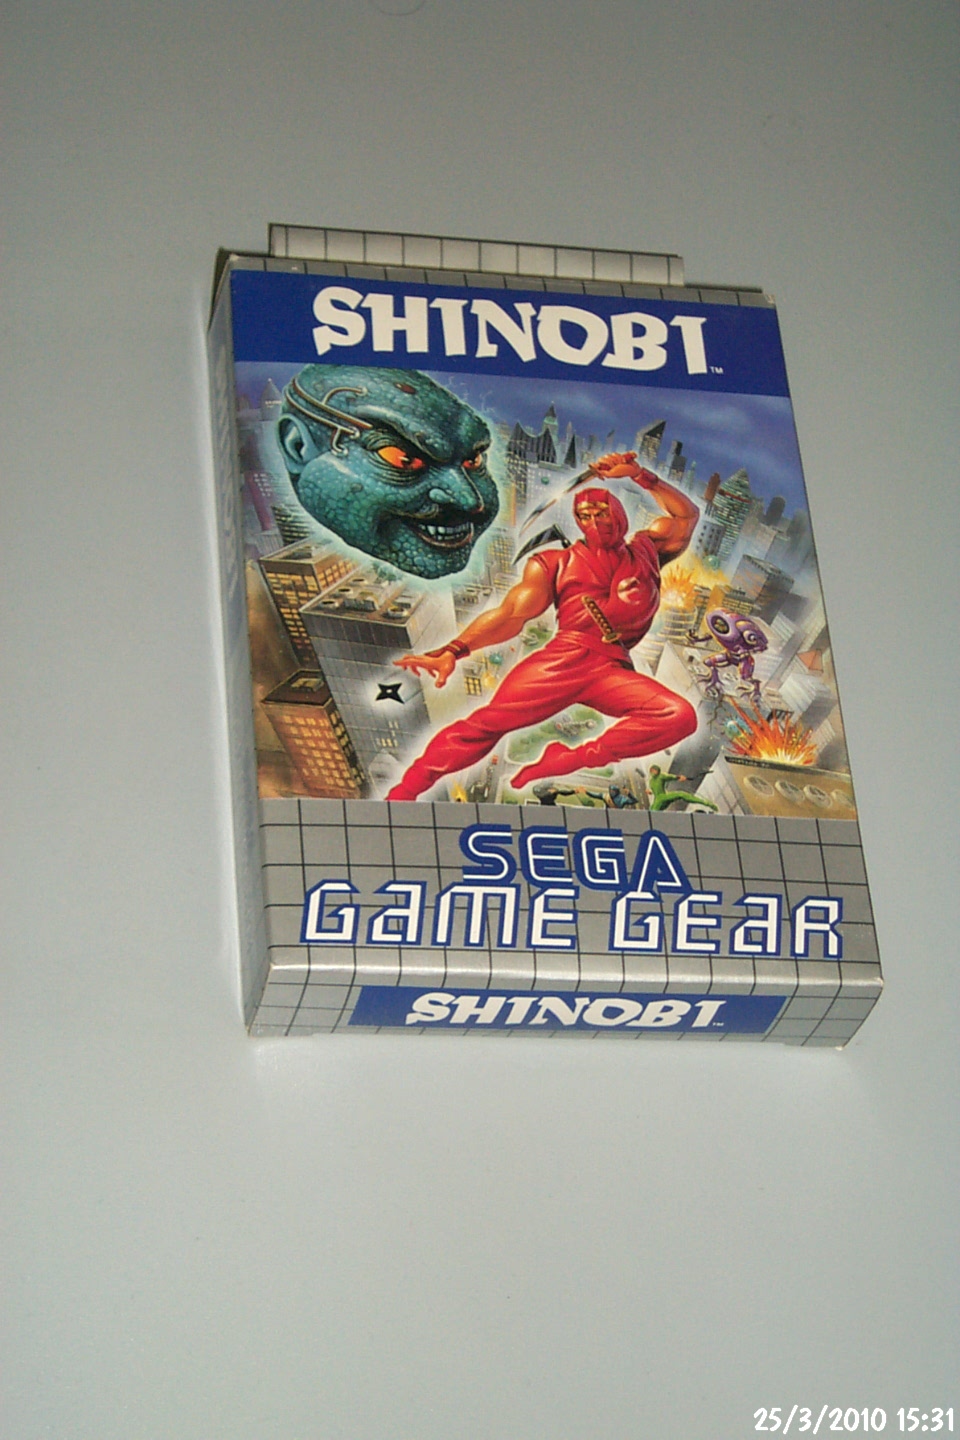 SHINOBI™
SEGA
GAME GEAR
SHINOBI™
25/3/2010 15:31